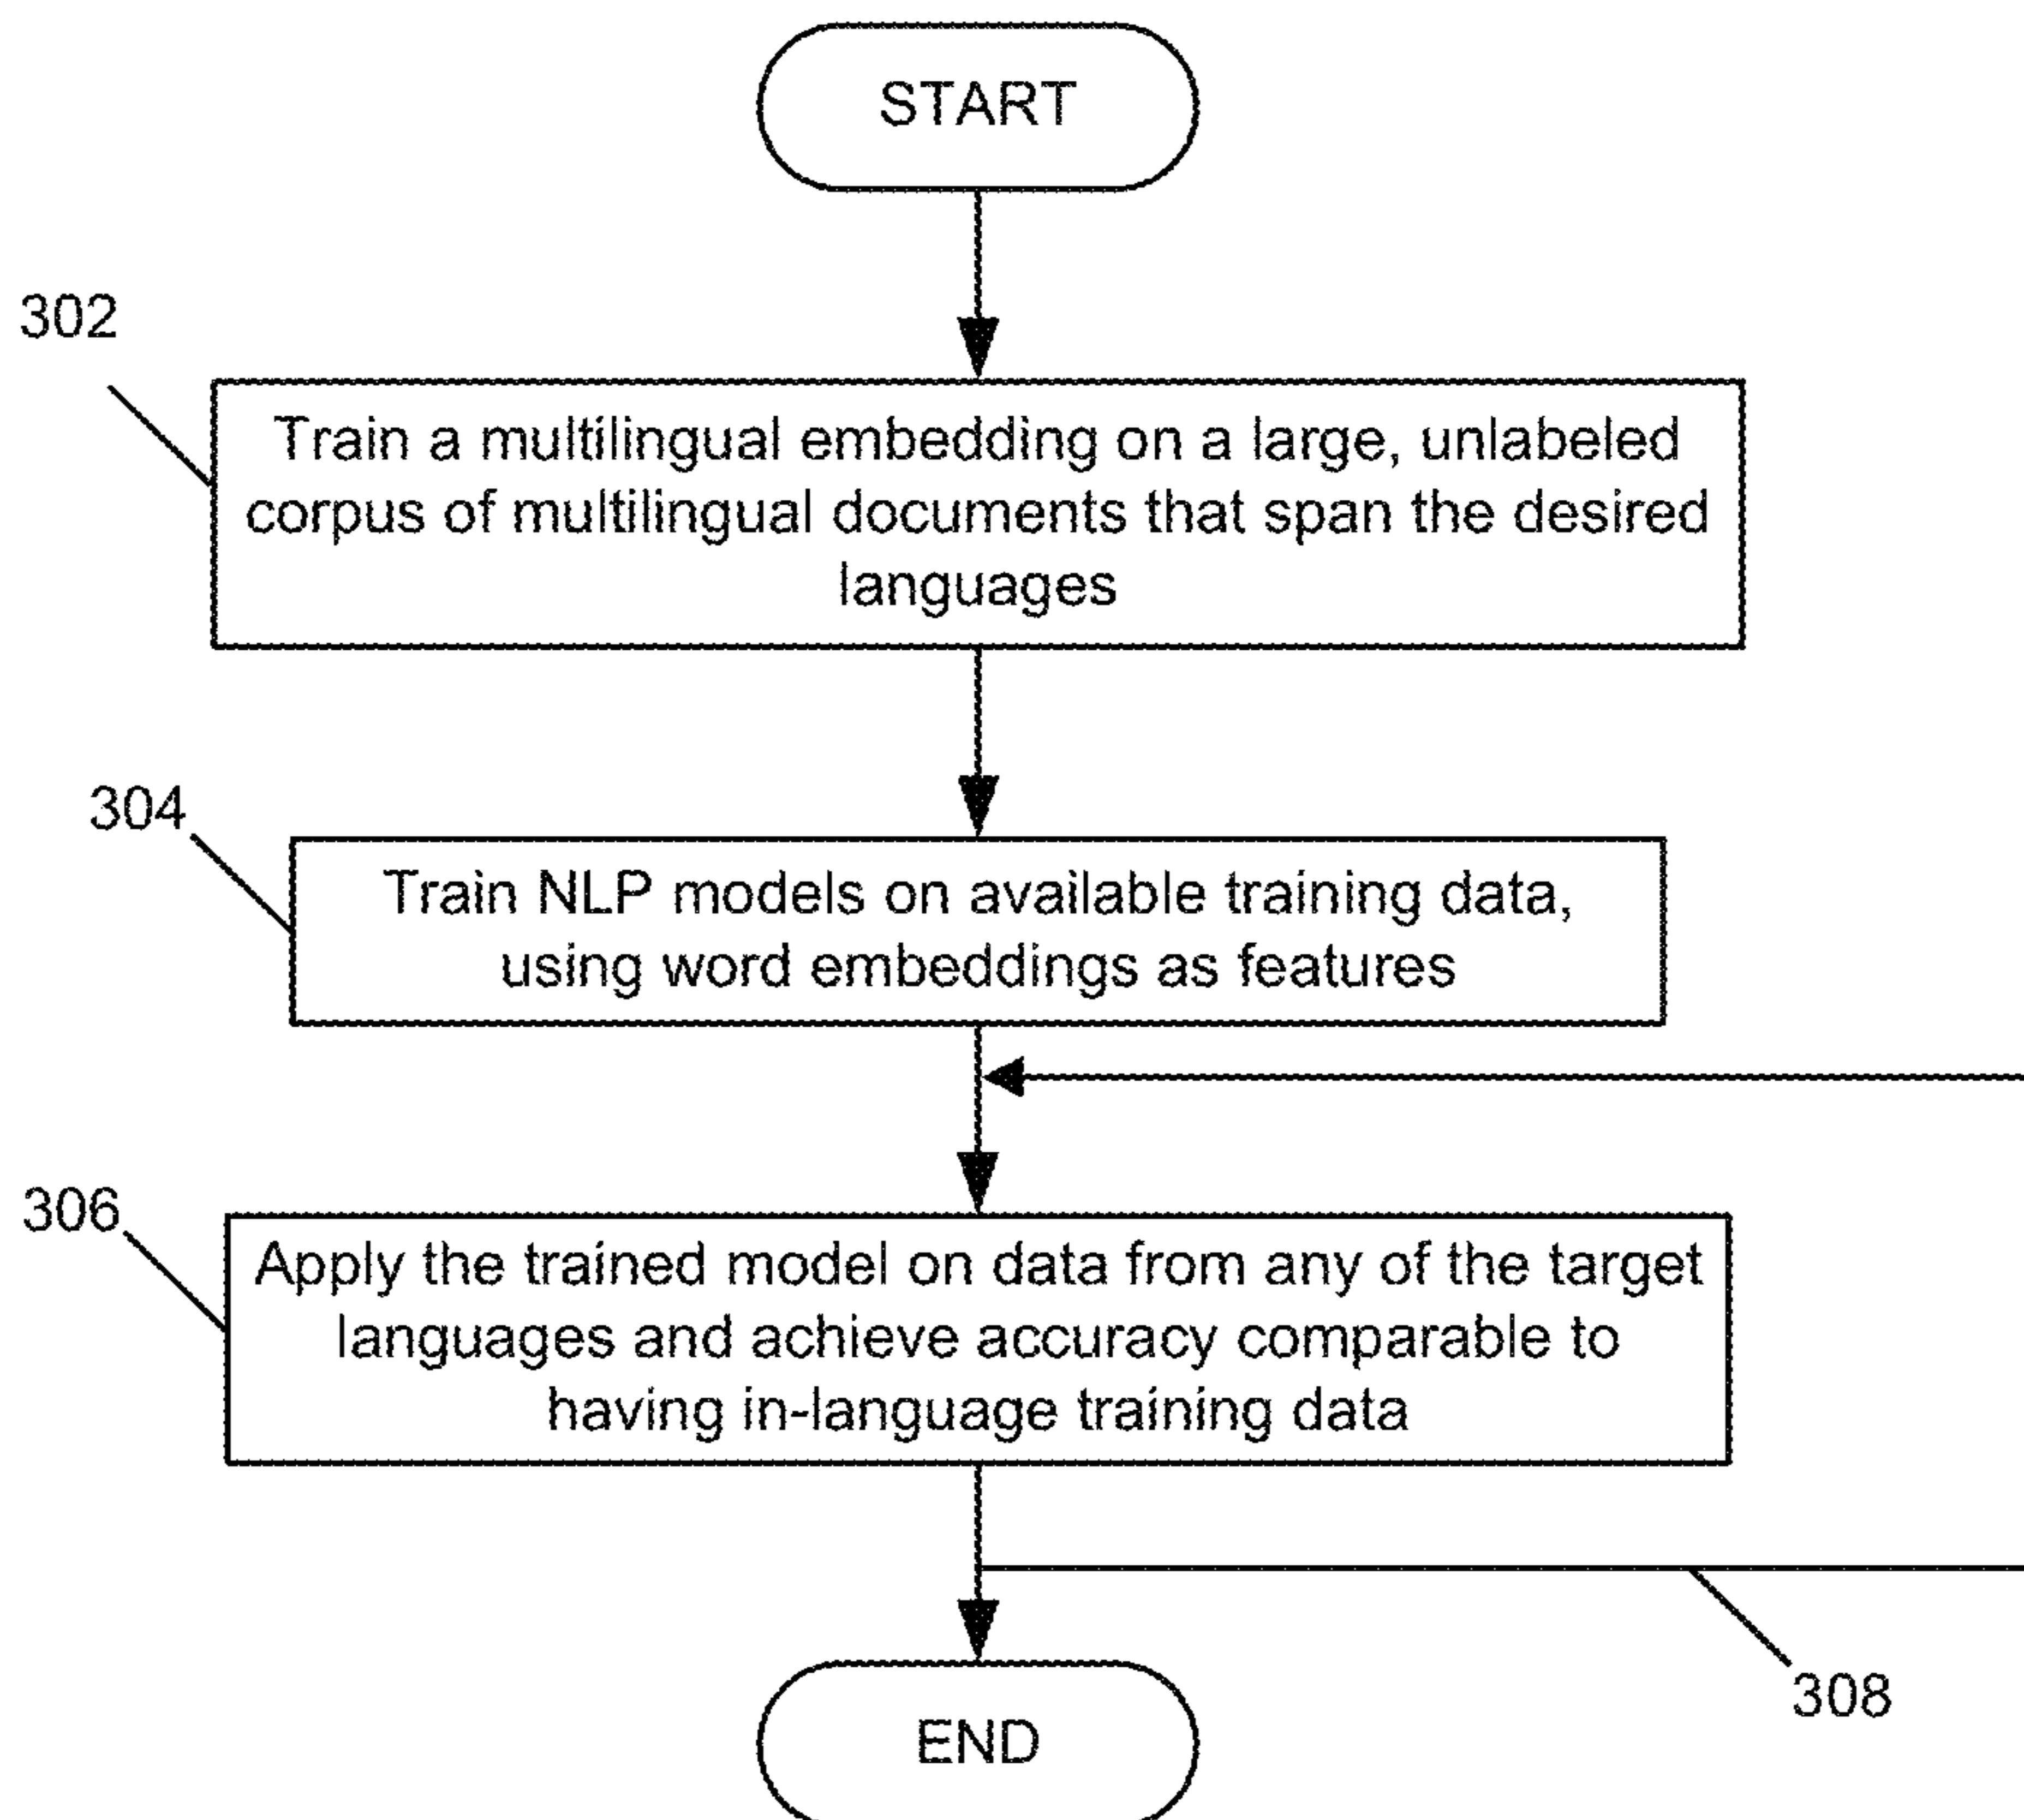 START
302
Train a multilingual embedding on a large, unlabeled
corpus of multilingual documents that span the desired
languages
304
Train NLP models on available training data,
using word embeddings as features
306
Apply the trained model on data from any of the target
languages and achieve accuracy comparable to
having in-language training data
308
END